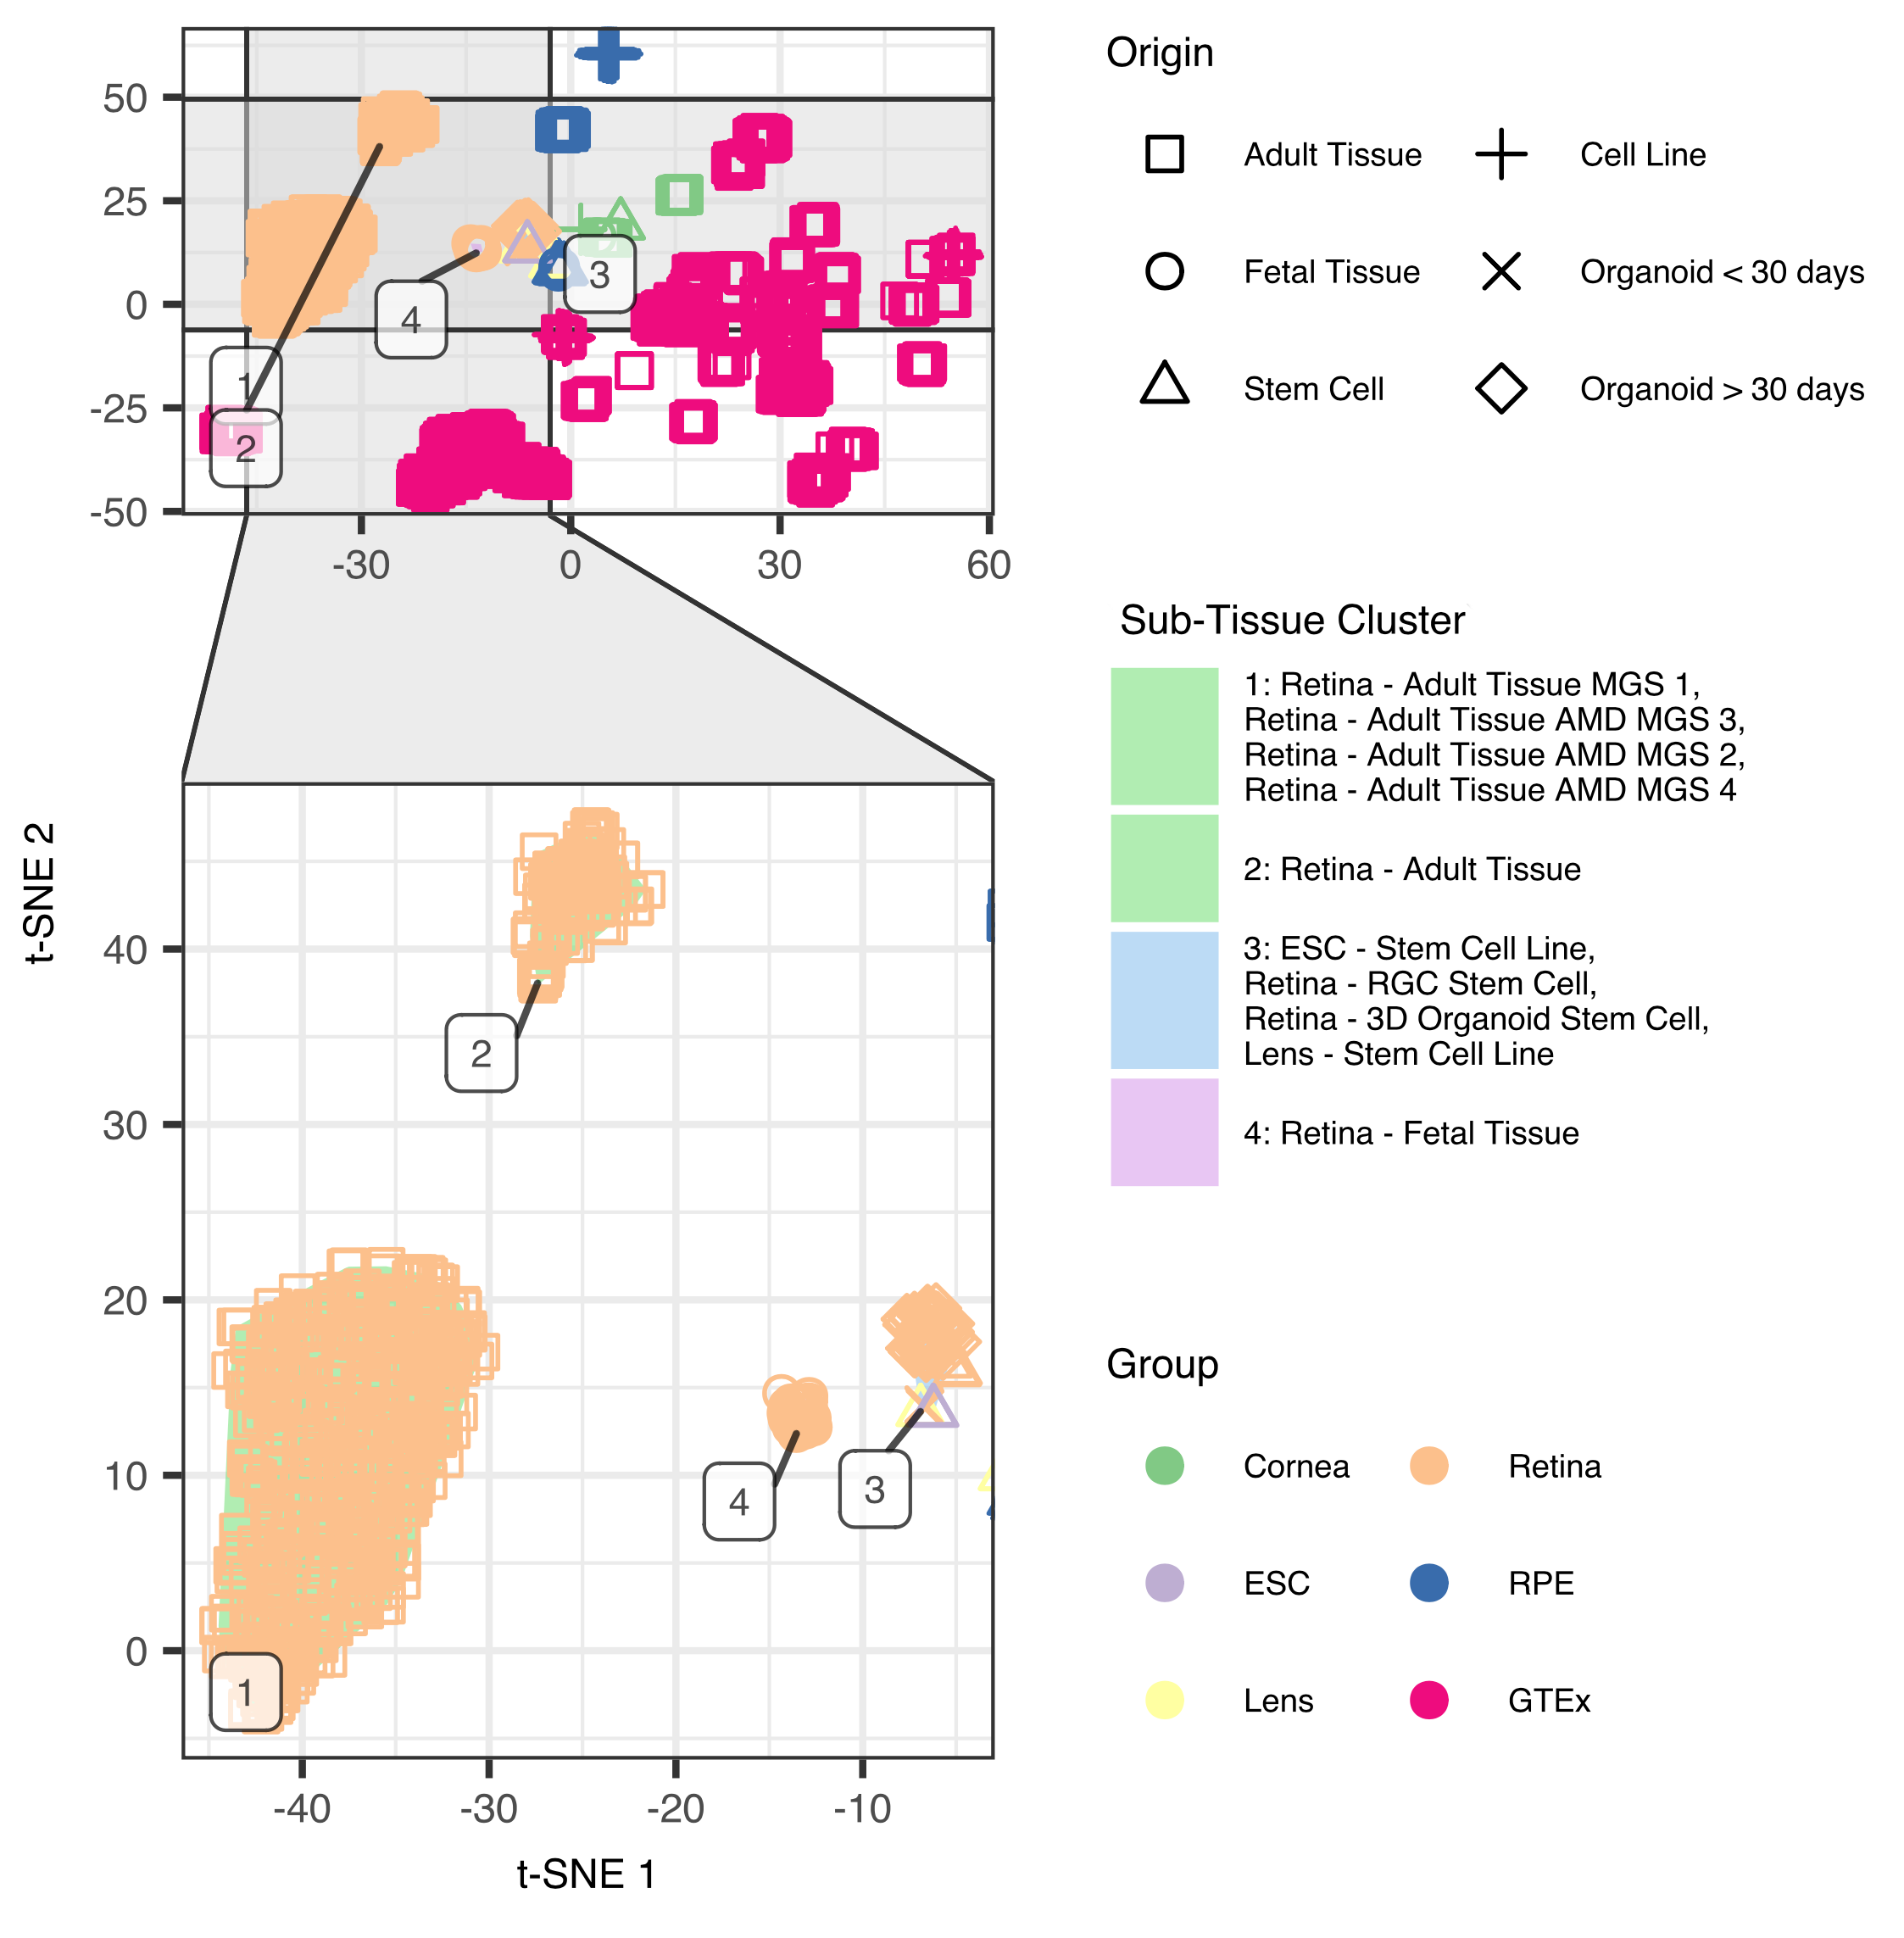 50
25
0
-25
-50
1
2
4
3
-30
0
30
60
t-SNE 2
40
30
20
10
0
2
4
3
1
-40
-30
-20
-10
t-SNE 1
Origin
Adult Tissue
Cell Line
Fetal Tissue
Organoid < 30 days
Stem Cell
Organoid > 30 days
Sub-Tissue Cluster
1: Retina - Adult Tissue MGS 1,
Retina - Adult Tissue AMD MGS 3,
Retina - Adult Tissue AMD MGS 2,
Retina - Adult Tissue AMD MGS 4
2: Retina - Adult Tissue
3: ESC - Stem Cell Line,
Retina - RGC Stem Cell,
Retina - 3D Organoid Stem Cell,
Lens - Stem Cell Line
4: Retina - Fetal Tissue
Group
Cornea
Retina
ESC
RPE
Lens
GTEx